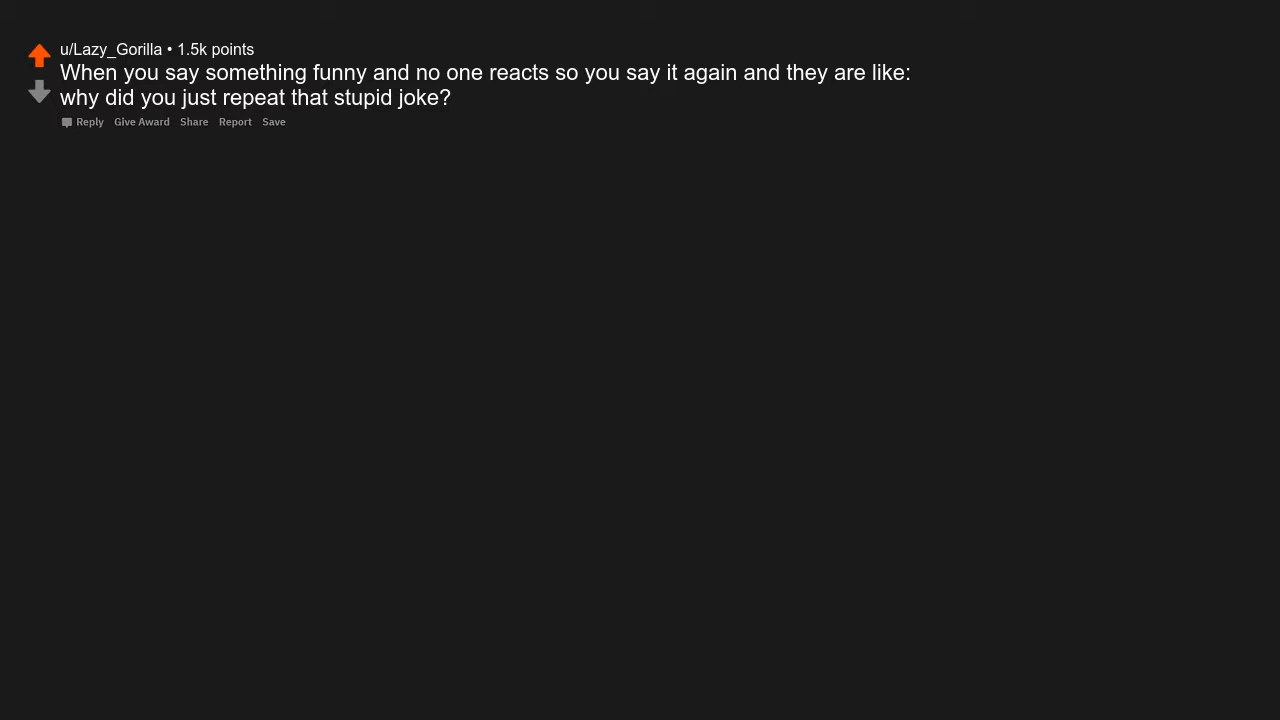 u/Lazy_Gorilla • 1.5k points
When you say something funny and no one reacts so you say it again and they are like:
why did you just repeat that stupid joke?
Reply Give Award Share Report Save